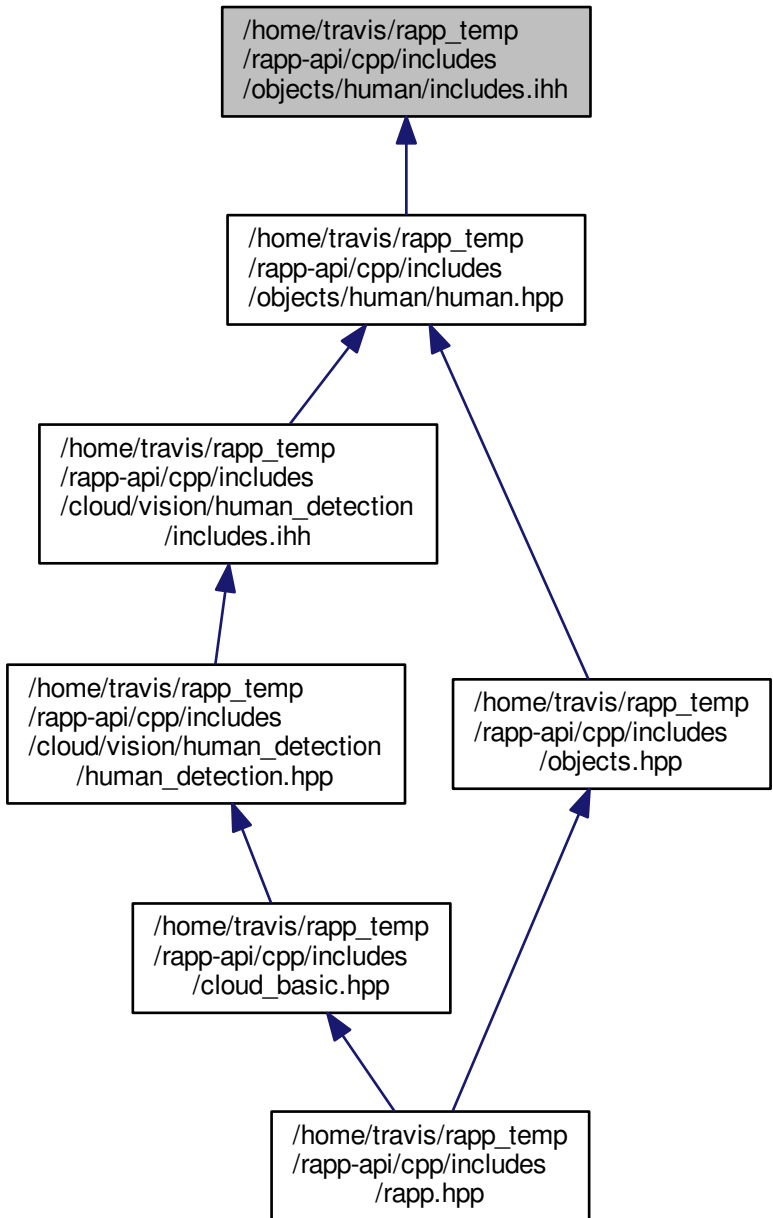 /home/travis/rapp_temp
/rapp-api/cpp/includes
/objects/human/includes.ihh
/home/travis/rapp_temp
/rapp-api/cpp/includes
/objects/human/human.hpp
/home/travis/rapp_temp
/rapp-api/cpp/includes
/cloud/vision/human_detection
/includes.ihh
/home/travis/rapp_temp
/rapp-api/cpp/includes
/cloud/vision/human_detection
/human_detection.hpp
/home/travis/rapp_temp
/rapp-api/cpp/includes
/objects.hpp
/home/travis/rapp_temp
/rapp-api/cpp/includes
/cloud_basic.hpp
/home/travis/rapp_temp
/rapp-api/cpp/includes
/rapp.hpp